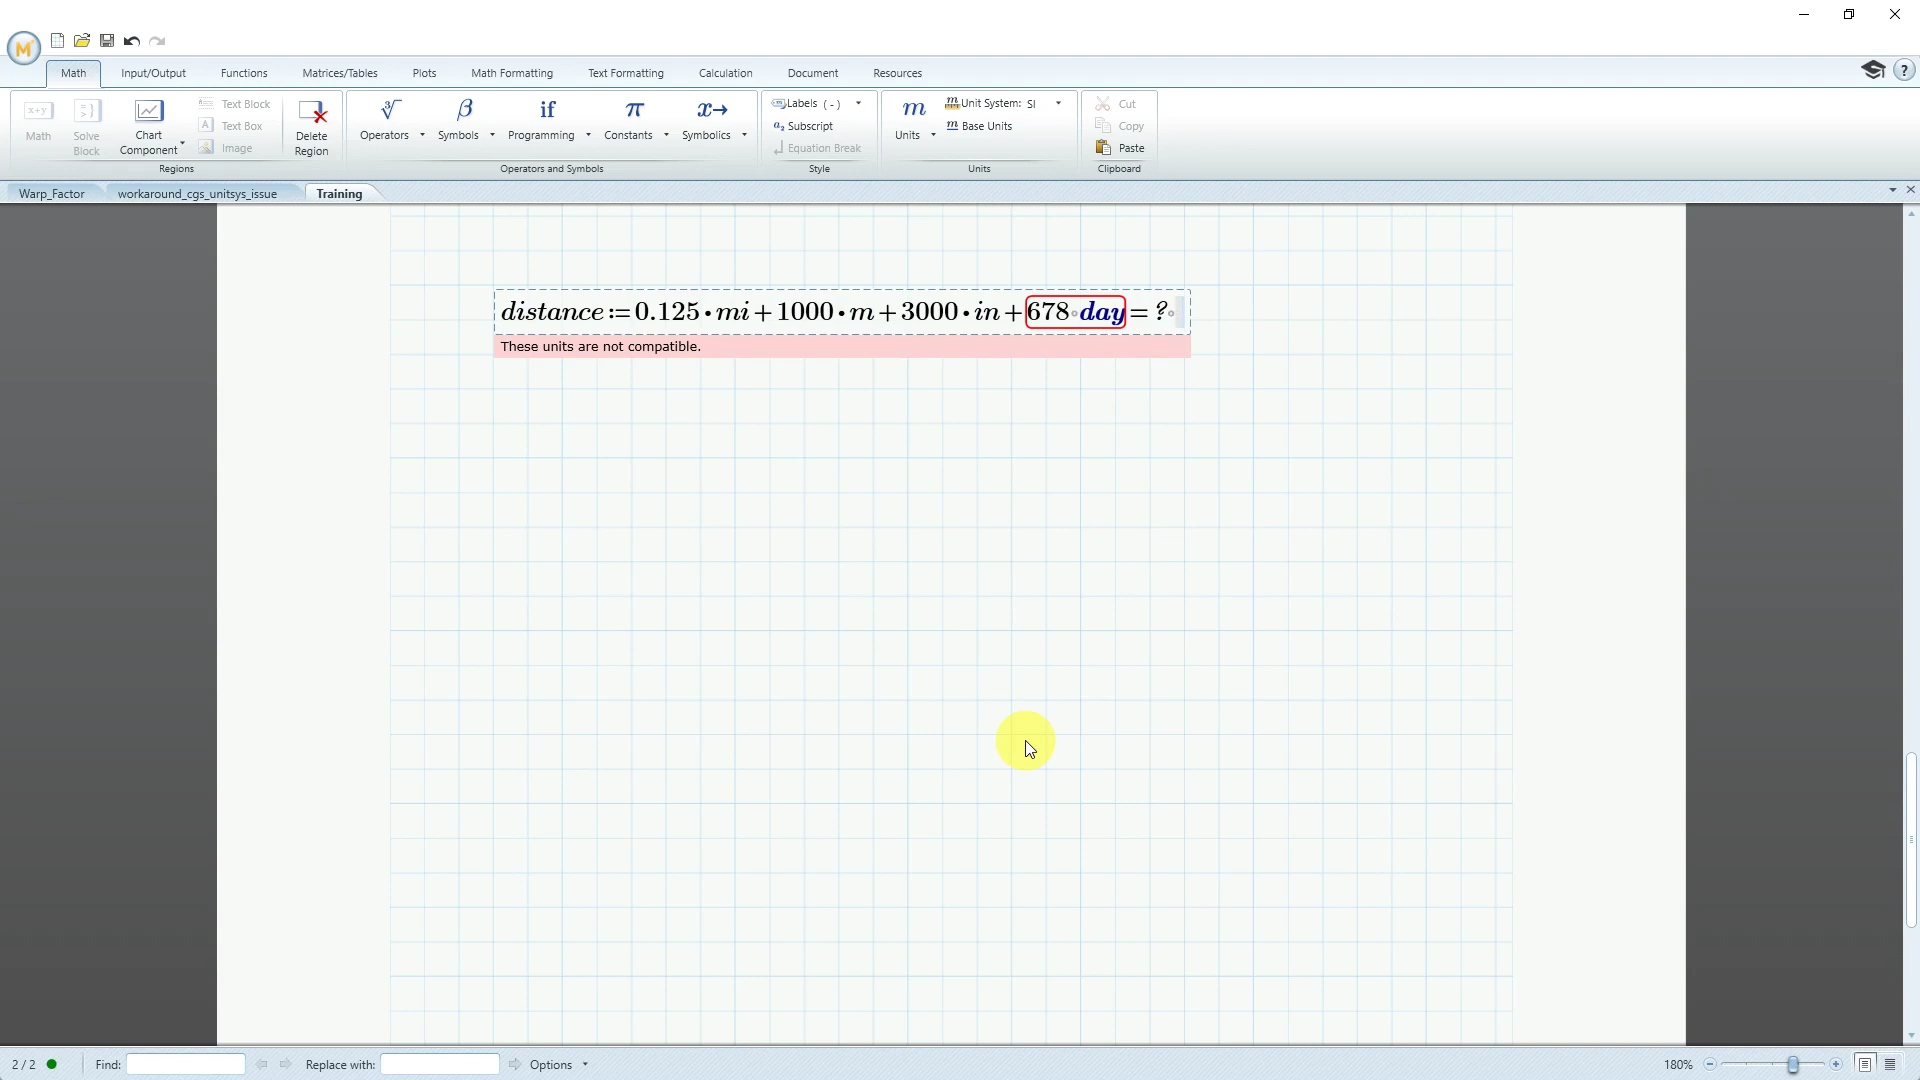 Math Input/Output Functions Matrices/Tables Plots Math Formatting Text Formatting Calculation Document Resources
Math
Solve Block
Chart Component
Text Block
Text Box
Image
Delete Region
Regions
Operators Symbols Programming Constants Symbolics
Operators and Symbols
Labels (-)
Subscript
Equation Break
Style
Units
Unit System: SI
Base Units
Units
Cut
Copy
Paste
Clipboard
Warp_Factor workaround_cgs_unitsys_issue Training
distance := 0.125 · mi + 1000 · m + 3000 · in + 678 · day = ?
These units are not compatible.
2 / 2 Find: Replace with: Options 180%